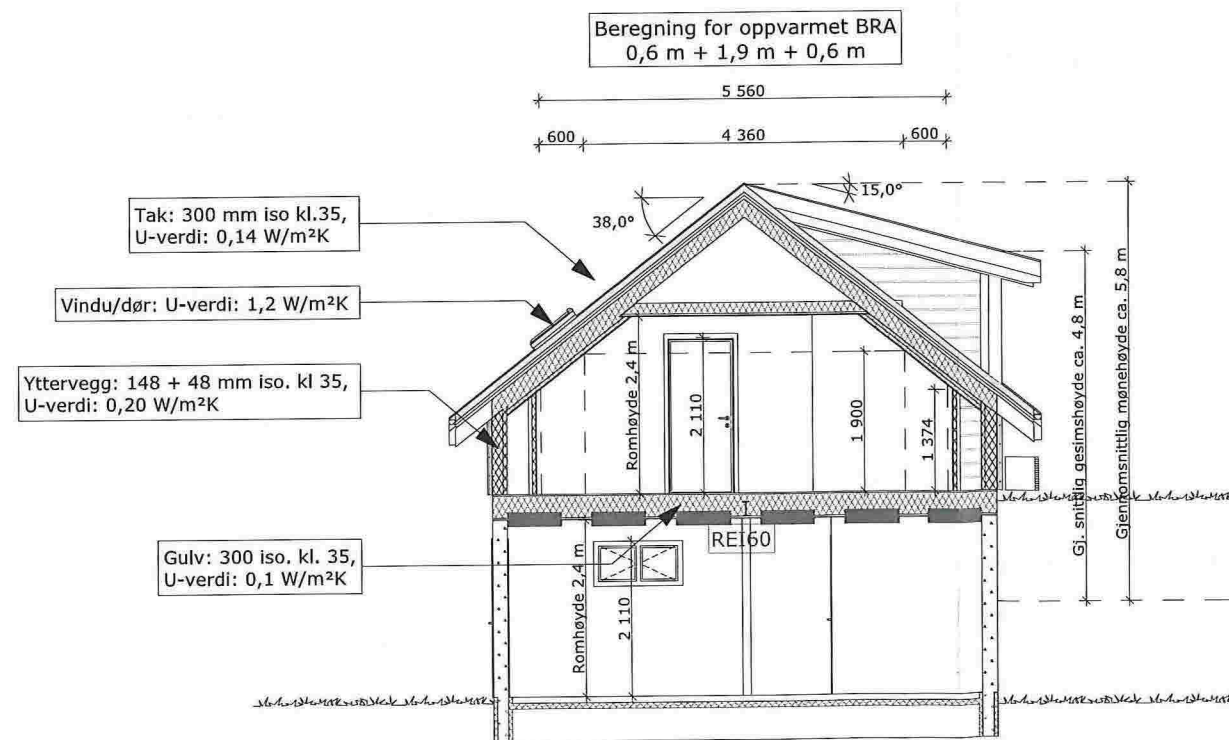 Beregning for oppvarmet BRA
0,6 m + 1,9 m + 0,6 m
5 560
600
4 360
600
15,0°
38,0°
Tak: 300 mm iso kl.35,
U-verdi: 0,14 W/m²K
Vindu/dør: U-verdi: 1,2 W/m²K
Yttervegg: 148 + 48 mm iso. kl 35,
U-verdi: 0,20 W/m²K
Romhøyde 2,4 m
2 110
1 900
1 374
Gj. snittlig gesimshøyde ca. 4,8 m
Gjennomsnittlig mønehøyde ca. 5,8 m
I
REI60
Gulv: 300 iso. kl. 35,
U-verdi: 0,1 W/m²K
Romhøyde 2,4 m
2 110